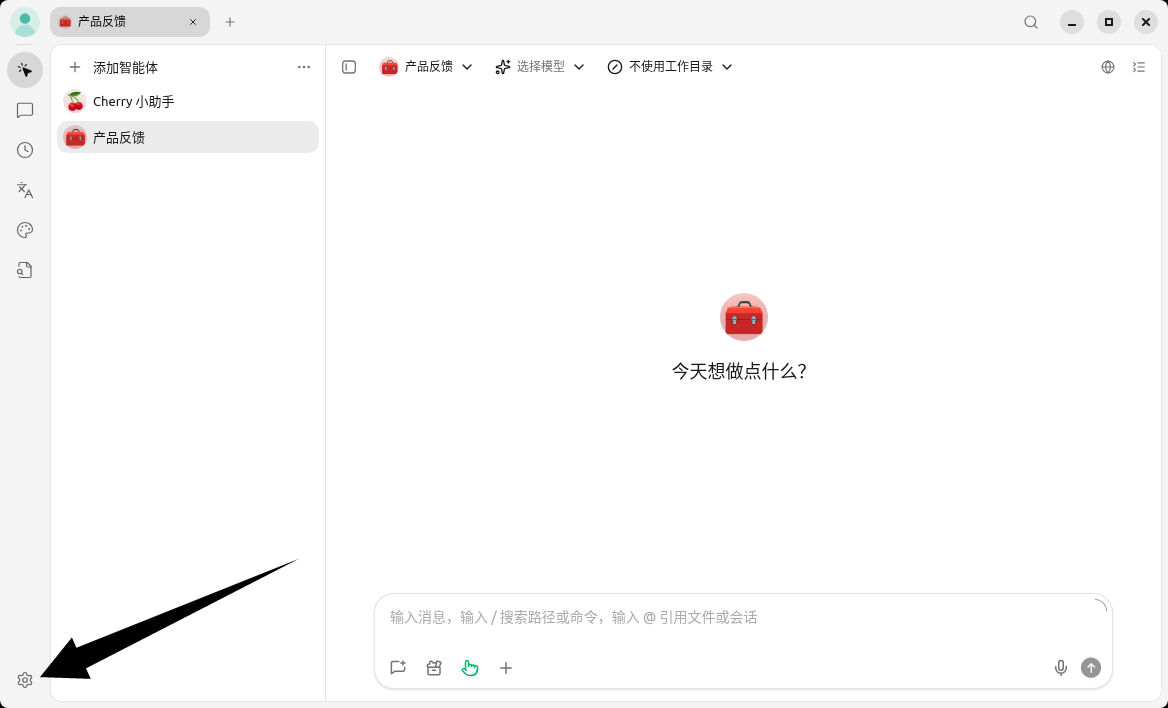 产品反馈
添加智能体
Cherry 小助手
产品反馈
产品反馈
选择模型
不使用工作目录
今天想做点什么？
输入消息，输入 / 搜索路径或命令，输入 @ 引用文件或会话